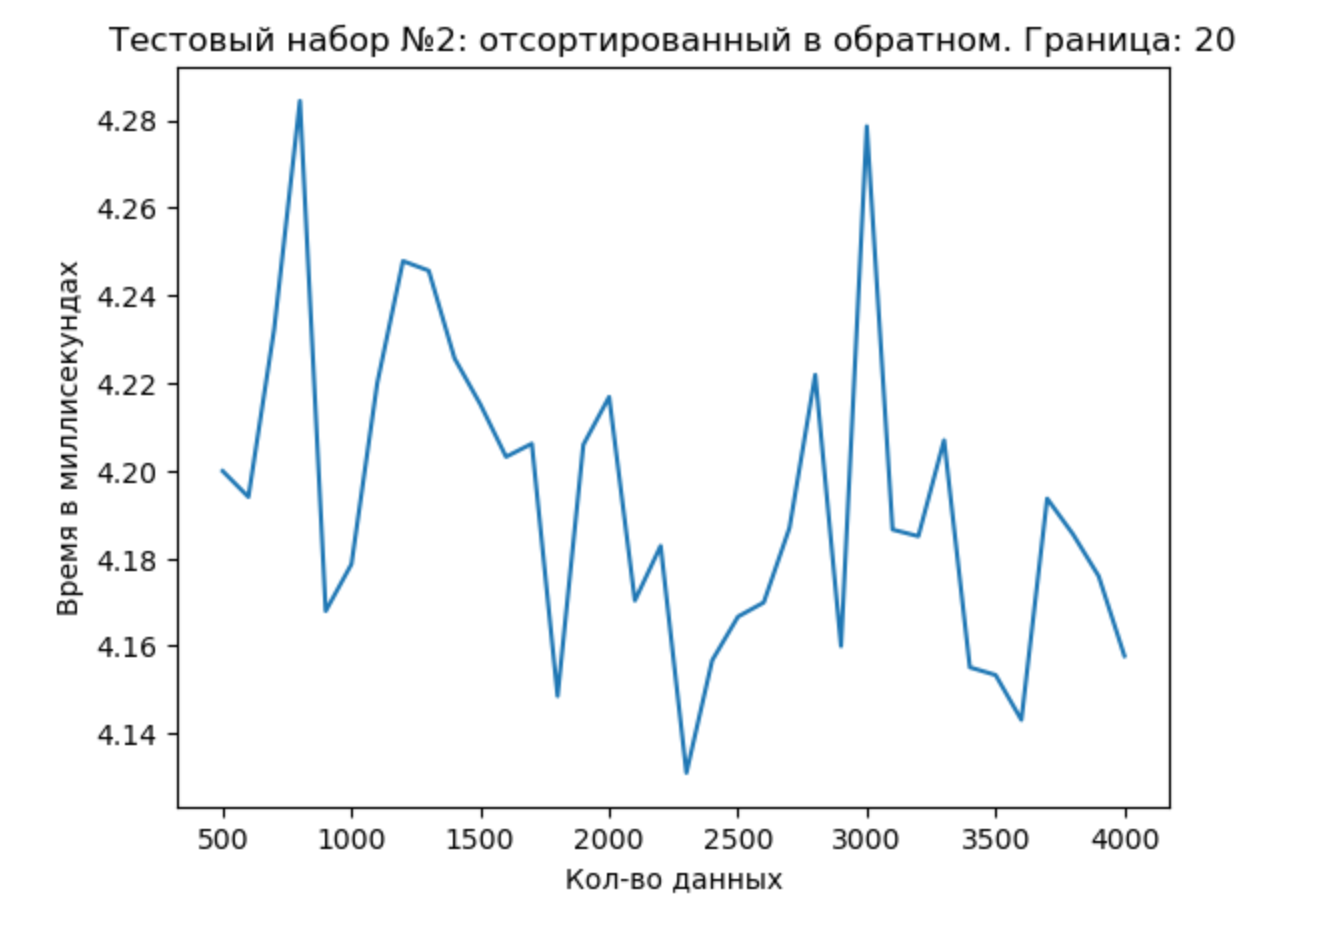 Тестовый набор №2: отсортированный в обратном. Граница: 20
4.28
4.26
4.24
4.22
4.20
4.18
4.16
4.14
Время в миллисекундах
500 1000 1500 2000 2500 3000 3500 4000
Кол-во данных